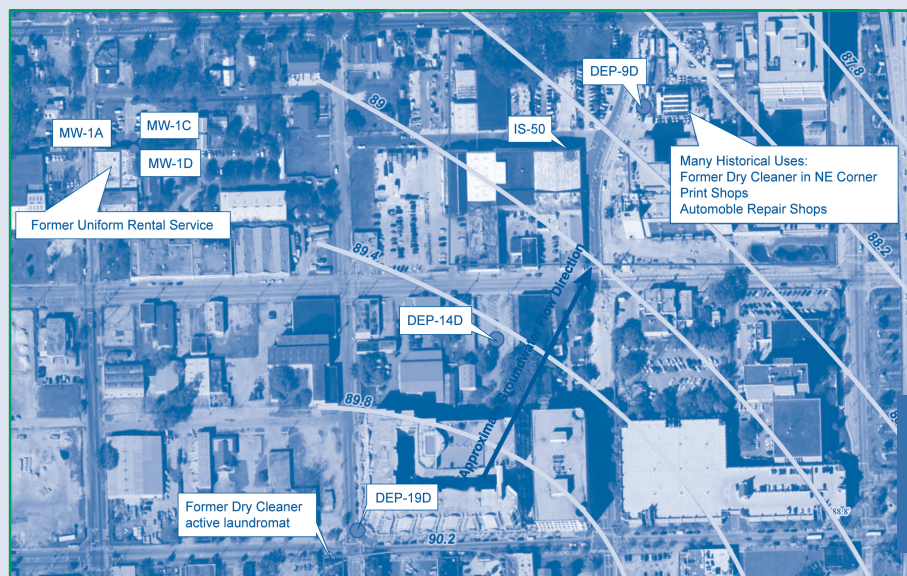 87.8
DEP-9D
89
MW-1A
MW-1C
IS-50
MW-1D
Many Historical Uses:
Former Dry Cleaner in NE Corner
Print Shops
Automoble Repair Shops
Former Uniform Rental Service
88.2
89.4
Approximate Groundwater Flow Direction
DEP-14D
89.8
Former Dry Cleaner
active laundromat
DEP-19D
88.8
90.2